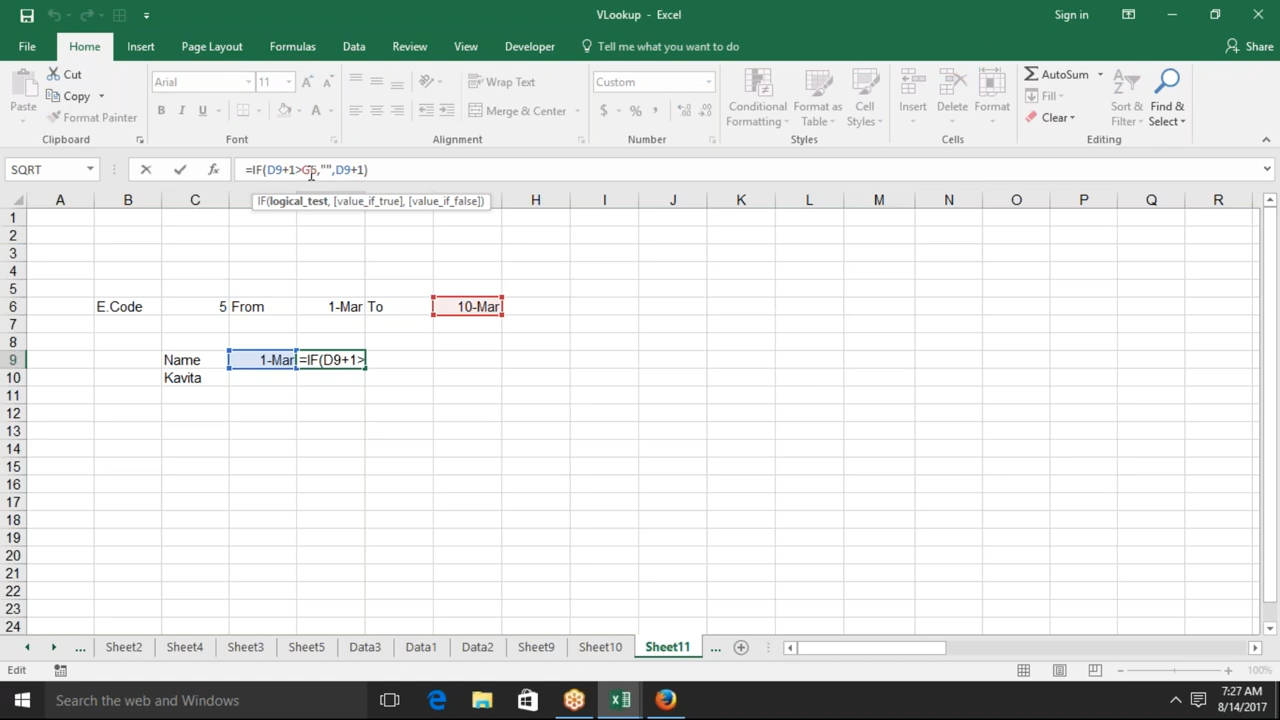 VLookup - Excel
Sign in
File Home Insert Page Layout Formulas Data Review View Developer Tell me what you want to do Share
Paste Cut Copy Format Painter Clipboard
Arial 11 B I U A Font
Wrap Text Merge & Center Alignment
Custom $ % , Number
Conditional Formatting Format as Table Cell Styles Styles
Insert Delete Format Cells
AutoSum Fill Clear Sort & Filter Find & Select Editing
SQRT fx =IF(D9+1>G6,"",D9+1)
IF(logical_test, [value_if_true], [value_if_false])
A B C H I J K L M N O P Q R
1
2
3
4
5
6 E.Code 5 From 1-Mar To 10-Mar
7
8
9 Name 1-Mar =IF(D9+1>
10 Kavita
11
12
13
14
15
16
17
18
19
20
21
22
23
24
... Sheet2 Sheet4 Sheet3 Sheet5 Data3 Data1 Data2 Sheet9 Sheet10 Sheet11 ...
Edit 100%
Search the web and Windows
7:27 AM
8/14/2017